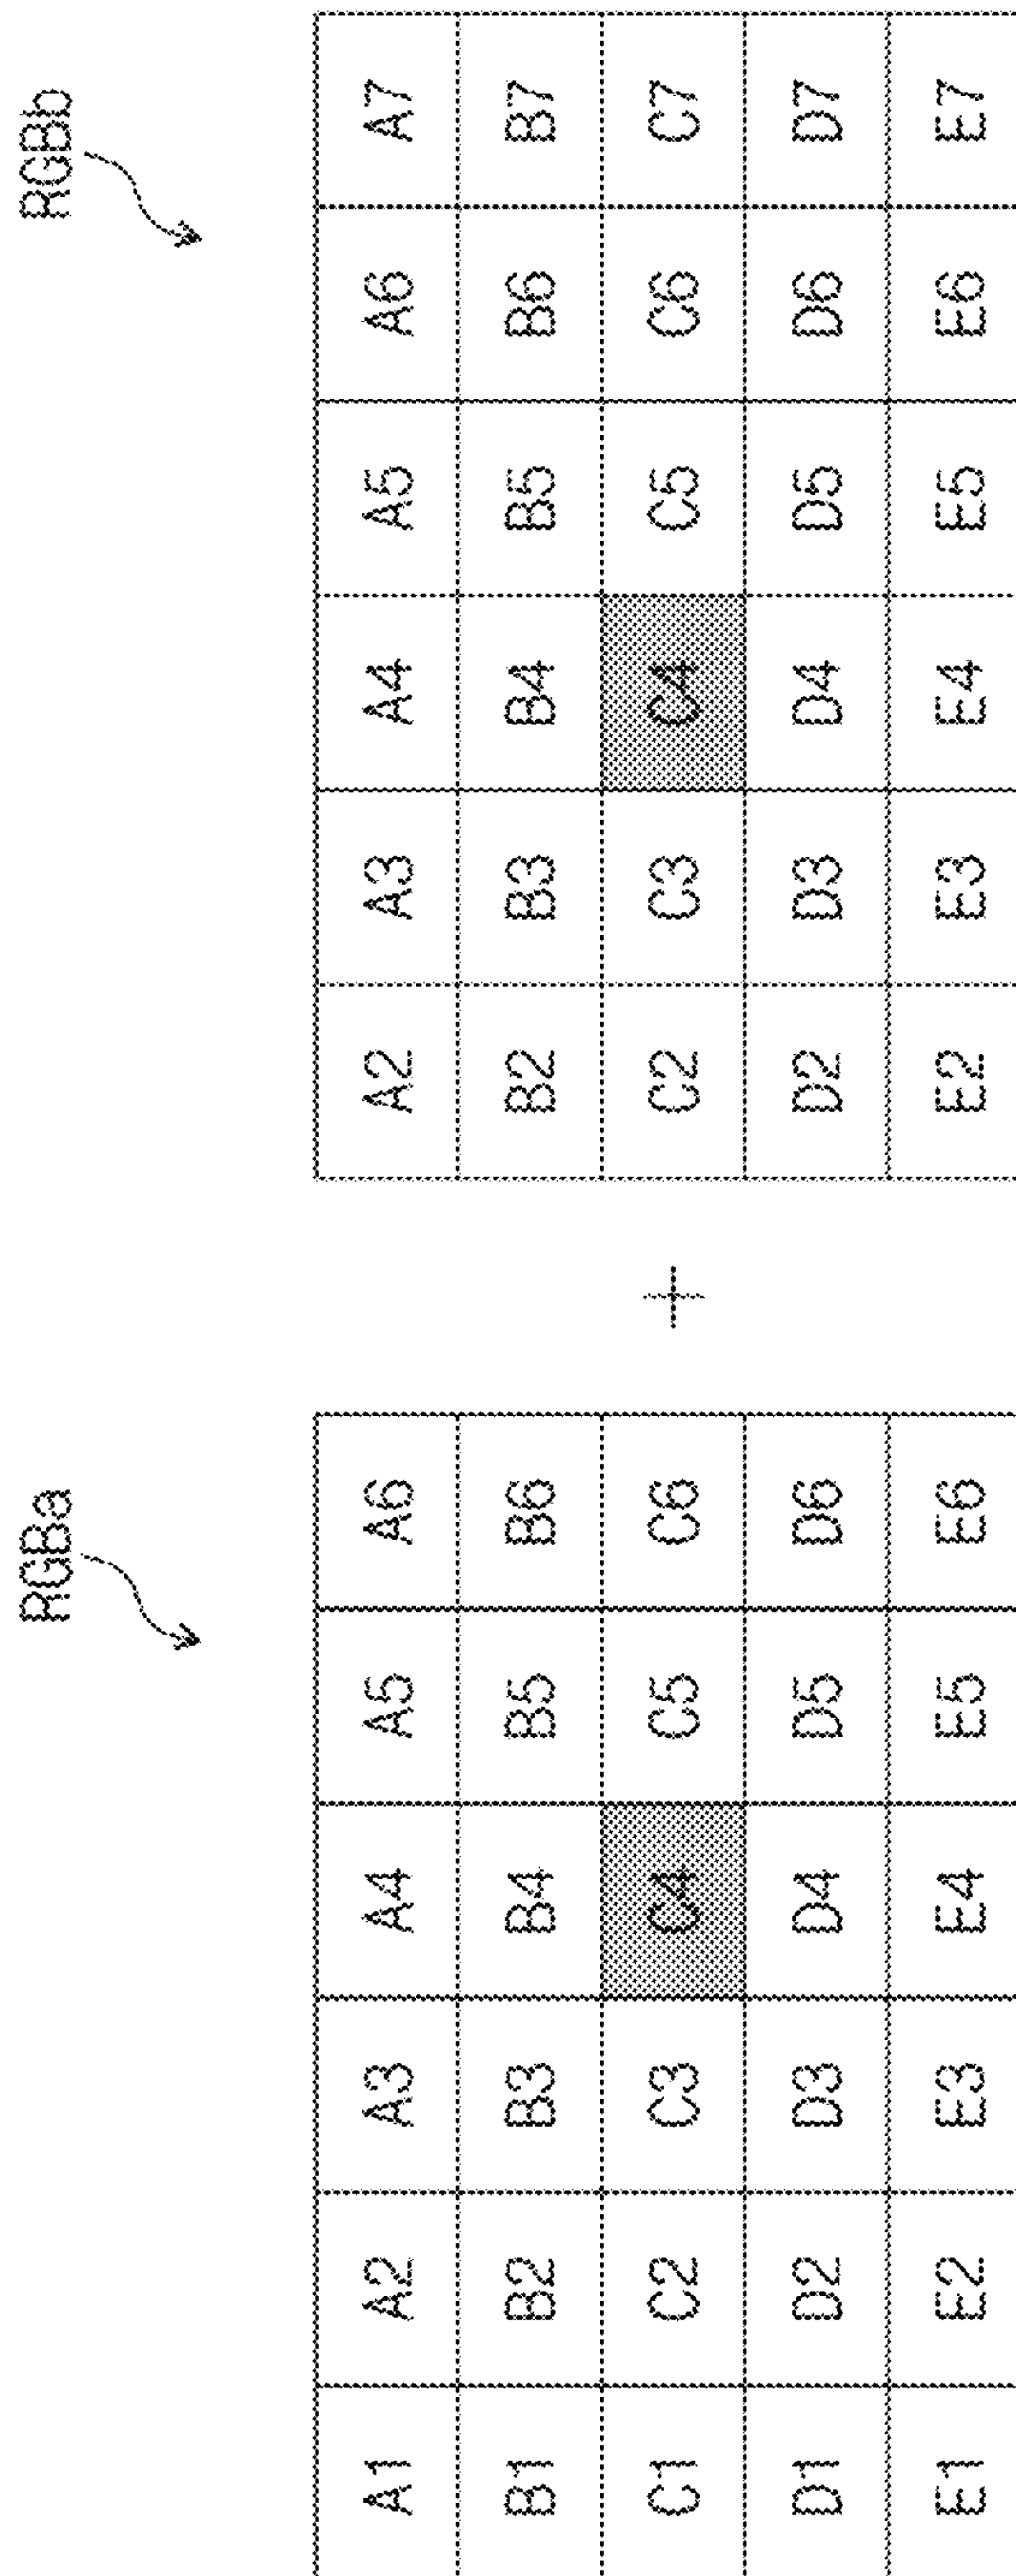 RGBa
A1 A2 A3 A4 A5 A6
B1 B2 B3 B4 B5 B6
C1 C2 C3 C4 C5 C6
D1 D2 D3 D4 D5 D6
E1 E2 E3 E4 E5 E6
+
RGBb
A2 A3 A4 A5 A6 A7
B2 B3 B4 B5 B6 B7
C2 C3 C4 C5 C6 C7
D2 D3 D4 D5 D6 D7
E2 E3 E4 E5 E6 E7